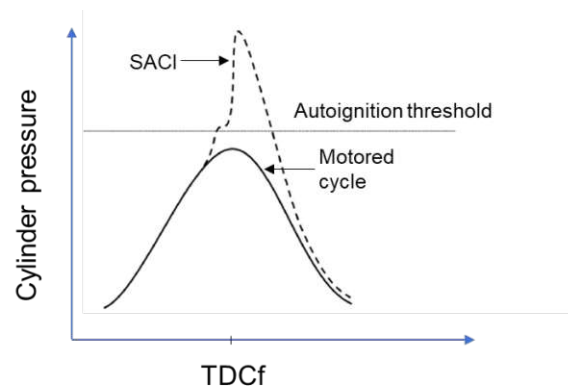 SACI
Autoignition threshold
Motored
cycle
Cylinder pressure
TDCf